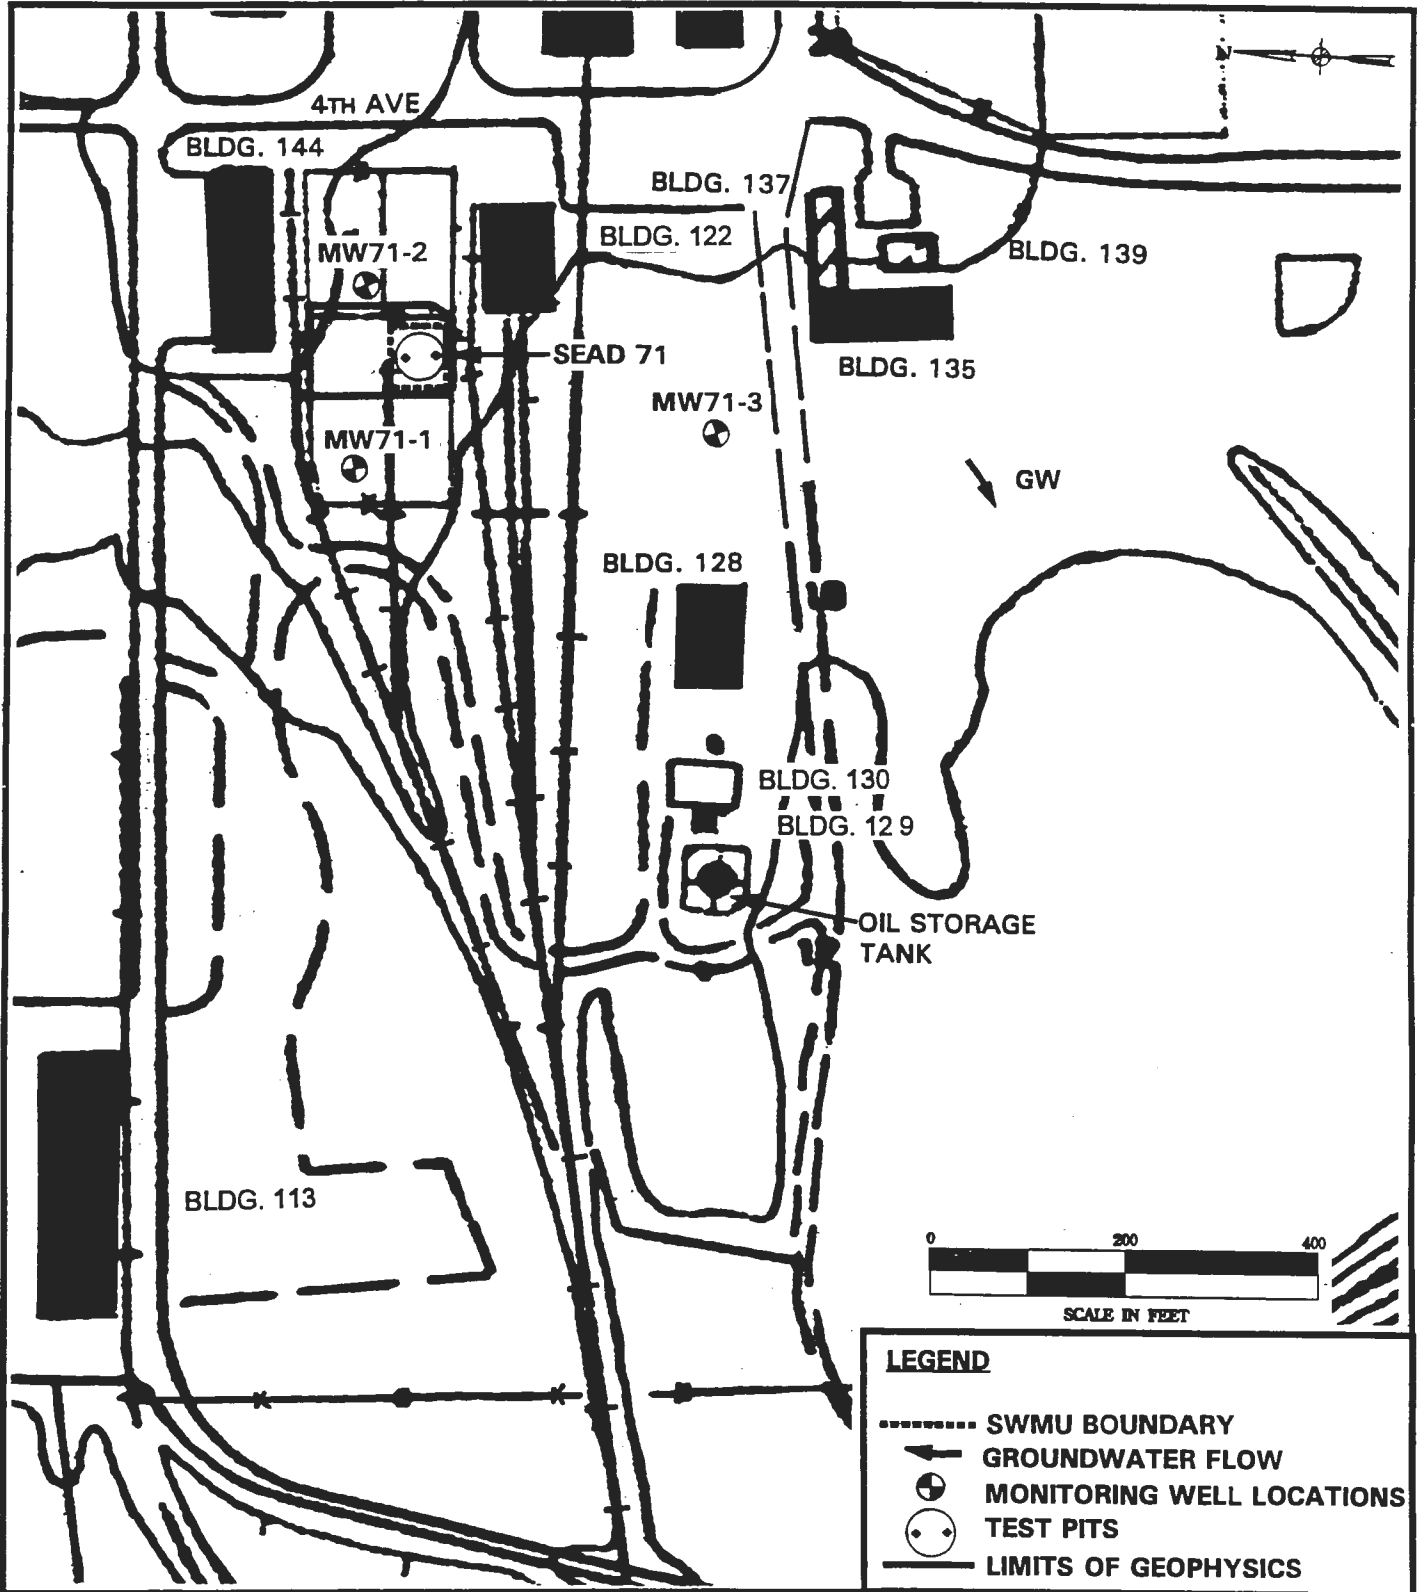 N
4TH AVE
BLDG. 144
BLDG. 137
BLDG. 122
MW71-2
BLDG. 139
SEAD 71
BLDG. 135
MW71-3
MW71-1
GW
BLDG. 128
BLDG. 130
BLDG. 129
OIL STORAGE
TANK
BLDG. 113
0 200 400
SCALE IN FEET
LEGEND
SWMU BOUNDARY
GROUNDWATER FLOW
MONITORING WELL LOCATIONS
TEST PITS
LIMITS OF GEOPHYSICS